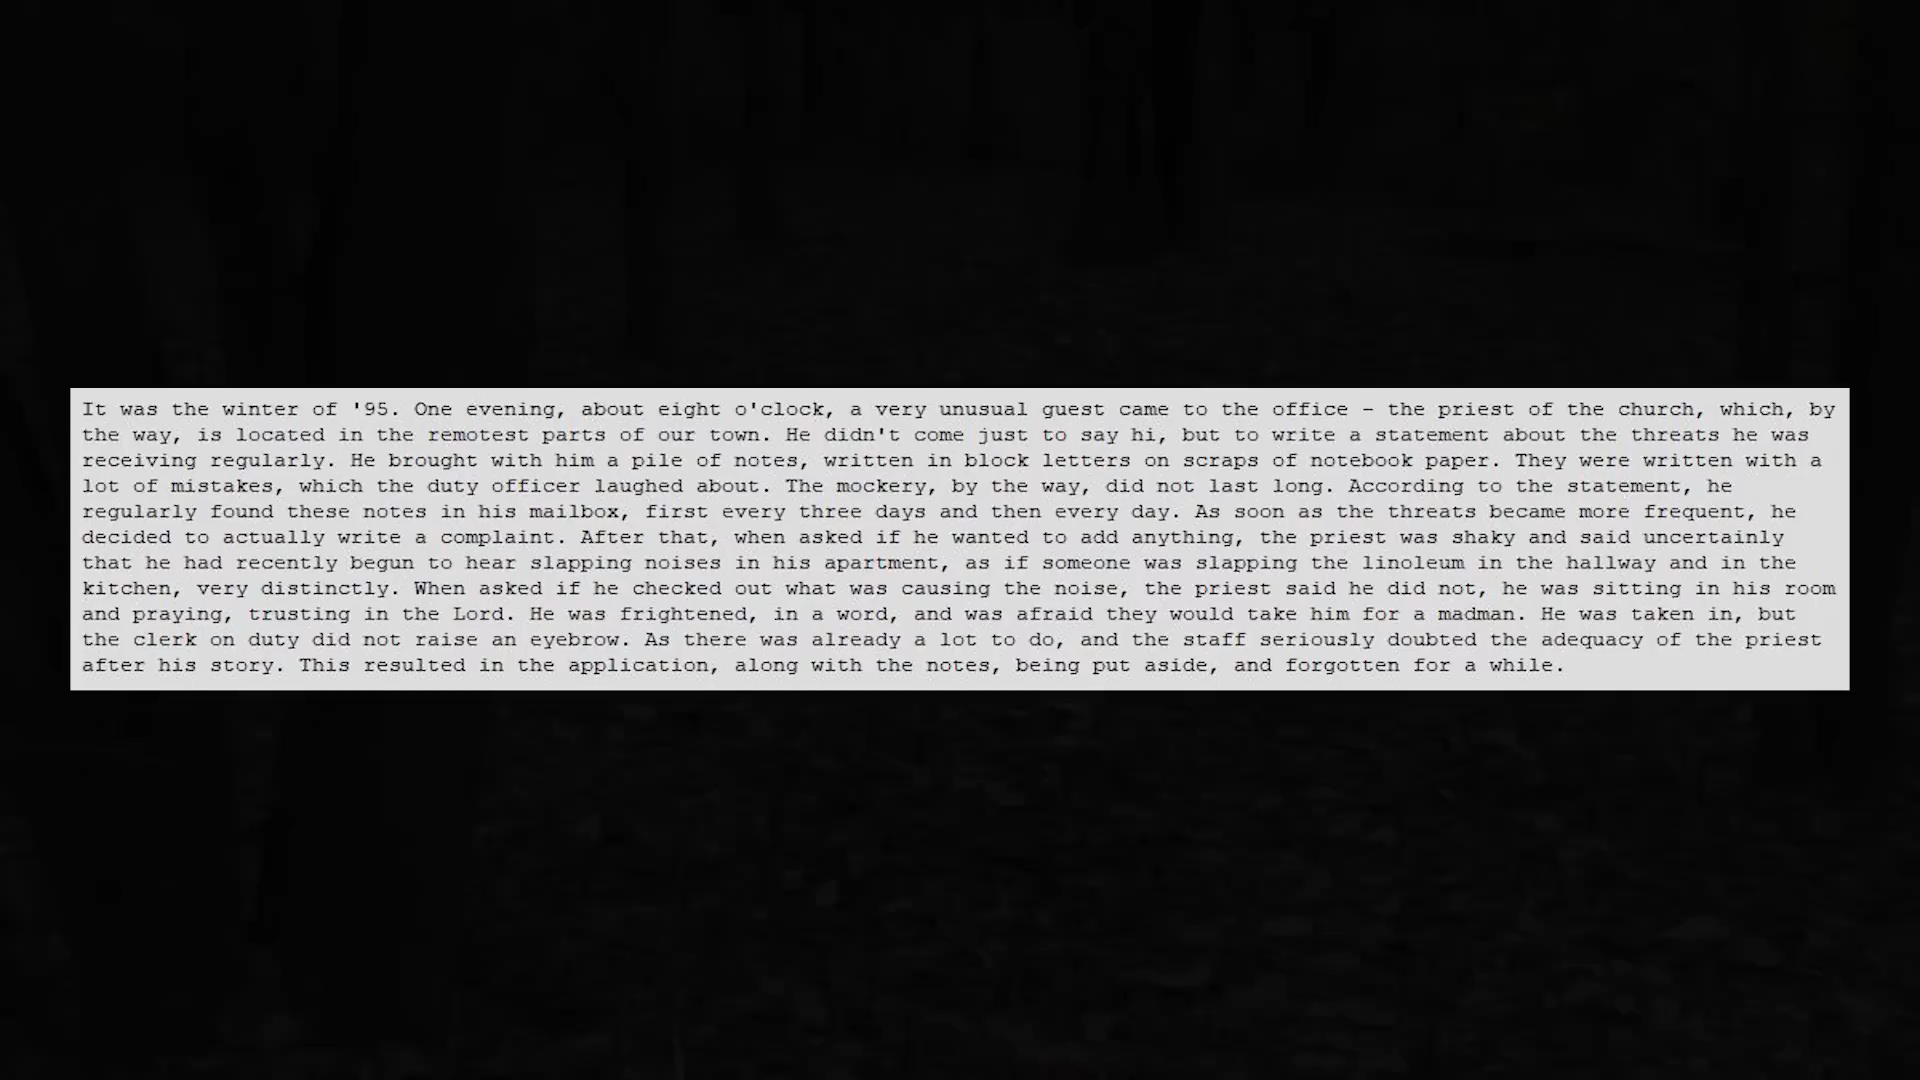 It was the winter of '95. One evening, about eight o'clock, a very unusual guest came to the office - the priest of the church, which, by
the way, is located in the remotest parts of our town. He didn't come just to say hi, but to write a statement about the threats he was
receiving regularly. He brought with him a pile of notes, written in block letters on scraps of notebook paper. They were written with a
lot of mistakes, which the duty officer laughed about. The mockery, by the way, did not last long. According to the statement, he
regularly found these notes in his mailbox, first every three days and then every day. As soon as the threats became more frequent, he
decided to actually write a complaint. After that, when asked if he wanted to add anything, the priest was shaky and said uncertainly
that he had recently begun to hear slapping noises in his apartment, as if someone was slapping the linoleum in the hallway and in the
kitchen, very distinctly. When asked if he checked out what was causing the noise, the priest said he did not, he was sitting in his room
and praying, trusting in the Lord. He was frightened, in a word, and was afraid they would take him for a madman. He was taken in, but
the clerk on duty did not raise an eyebrow. As there was already a lot to do, and the staff seriously doubted the adequacy of the priest
after his story. This resulted in the application, along with the notes, being put aside, and forgotten for a while.